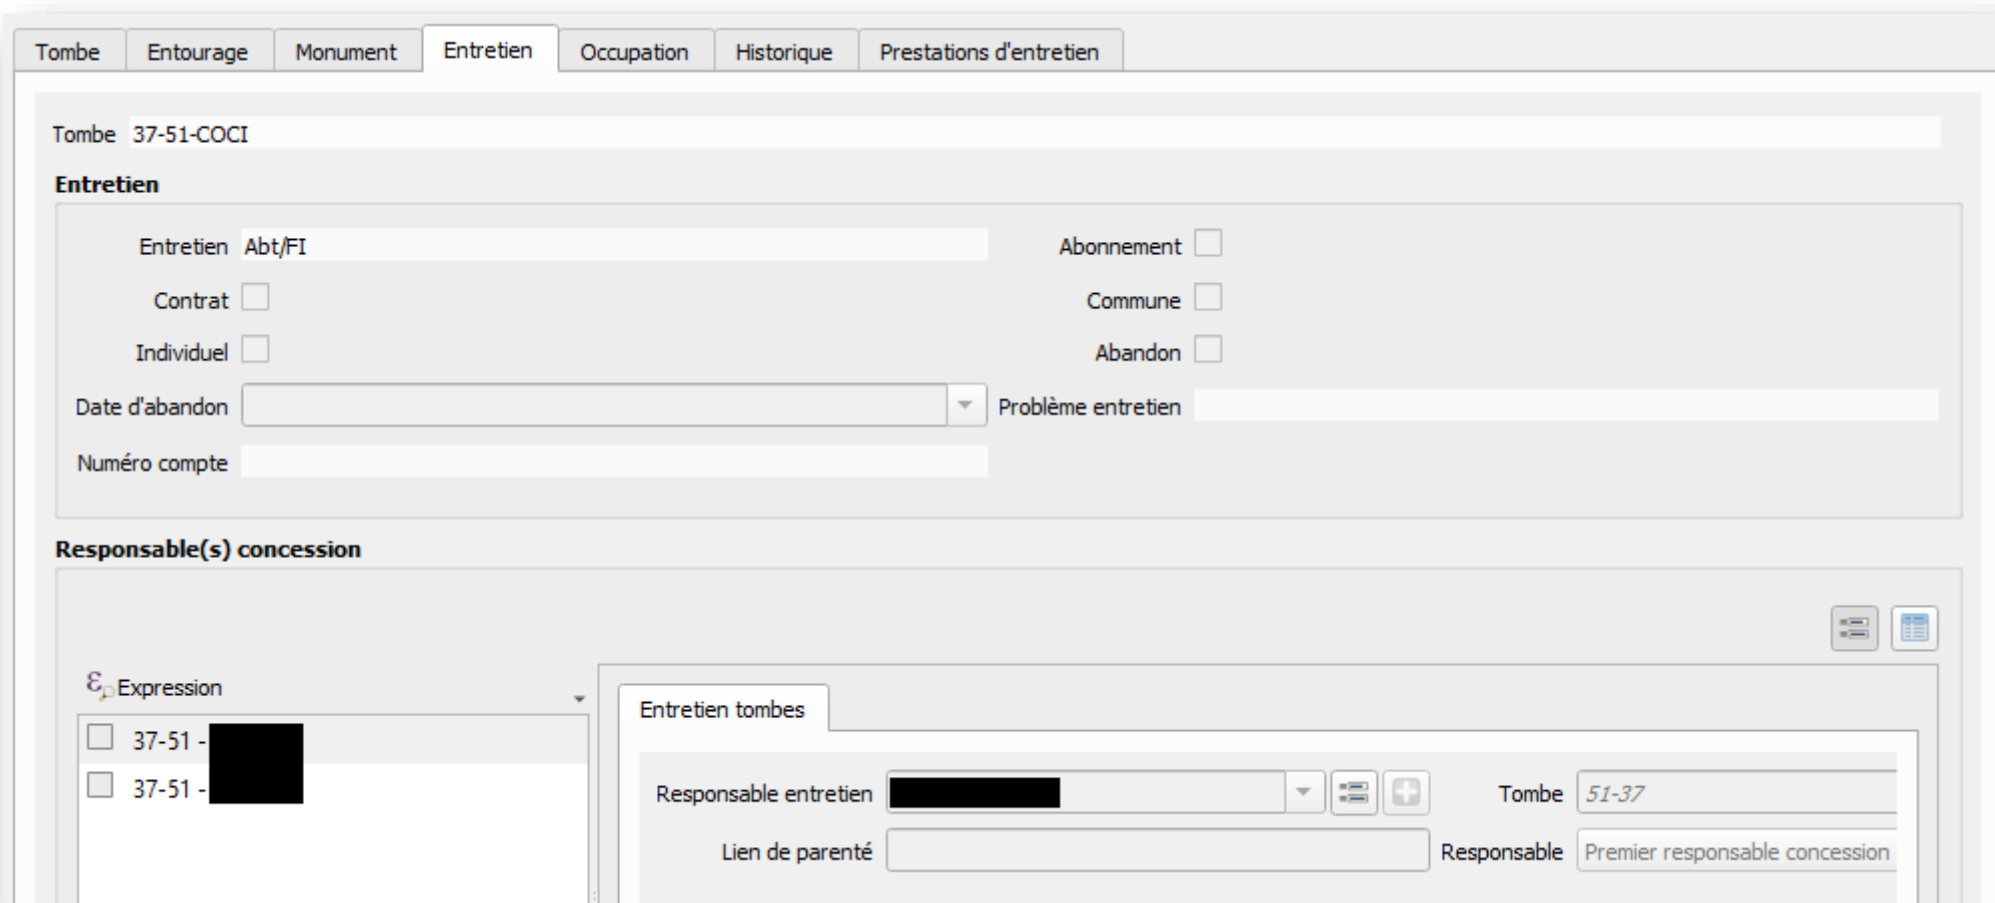 Tombe Entourage Monument Entretien Occupation Historique Prestations d'entretien
Tombe 37-51-COCI
Entretien
Entretien Abt/FI Abonnement
Contrat Commune
Individuel Abandon
Date d'abandon Problème entretien
Numéro compte
Responsable(s) concession
Expression
Entretien tombes
37-51 -
37-51 -
Responsable entretien Tombe 51-37
Lien de parenté Responsable Premier responsable concession